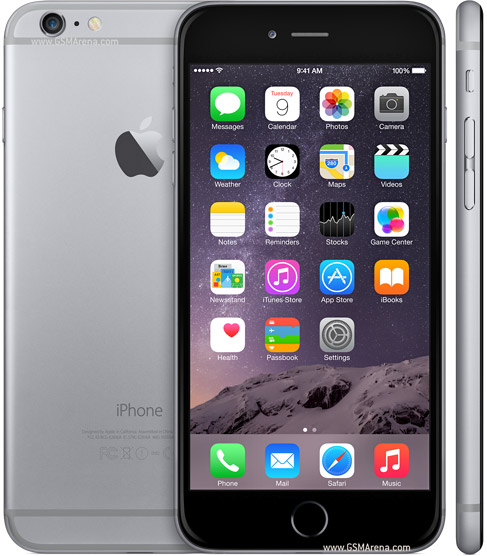 www.GSMArena.com
9:41 AM 100%
Tuesday
9
Messages Calendar Photos Camera
280
Weather Clock Maps Videos
Notes Reminders Stocks Game Center
Newsstand iTunes Store App Store iBooks
Health Passbook Settings
iPhone
Phone Mail Safari Music
www.GSMArena.com